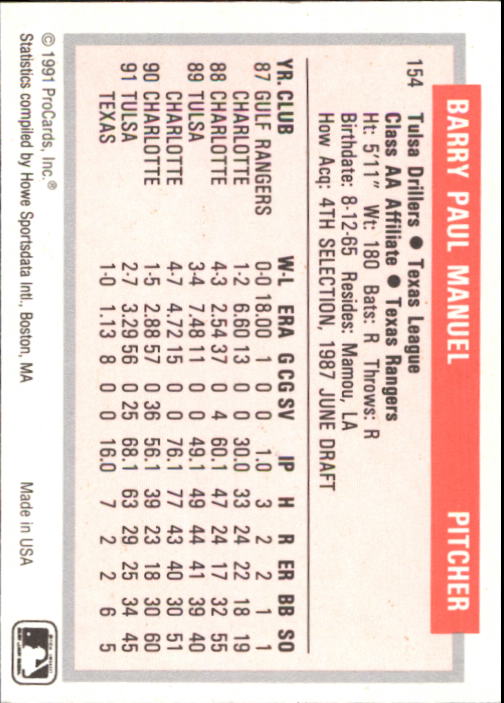 BARRY PAUL MANUEL PITCHER
154 Tulsa Drillers ● Texas League
Class AA Affiliate ● Texas Rangers
Ht: 5'11" Wt: 180 Bats: R Throws: R
Birthdate: 8-12-65 Resides: Mamou, LA
How Acq: 4TH SELECTION, 1987 JUNE DRAFT
YR. CLUB W-L ERA G CG SV IP H R ER BB SO
87 GULF RANGERS 0-0 18.00 1 0 0 1.0 3 2 2 1 1
CHARLOTTE 1-2 6.60 13 0 0 30.0 33 24 22 18 19
88 CHARLOTTE 4-3 2.54 37 0 4 60.1 47 24 17 32 55
89 TULSA 3-4 7.48 11 0 0 49.1 49 44 41 39 40
CHARLOTTE 4-7 4.72 15 0 0 76.1 77 43 40 30 51
90 CHARLOTTE 1-5 2.88 57 0 36 56.1 39 23 18 30 60
91 TULSA 2-7 3.29 56 0 25 68.1 63 29 25 34 45
TEXAS 1-0 1.13 8 0 0 16.0 7 2 2 6 5
© 1991 ProCards, Inc.® Made in USA
Statistics compiled by Howe Sportsdata Intl., Boston, MA